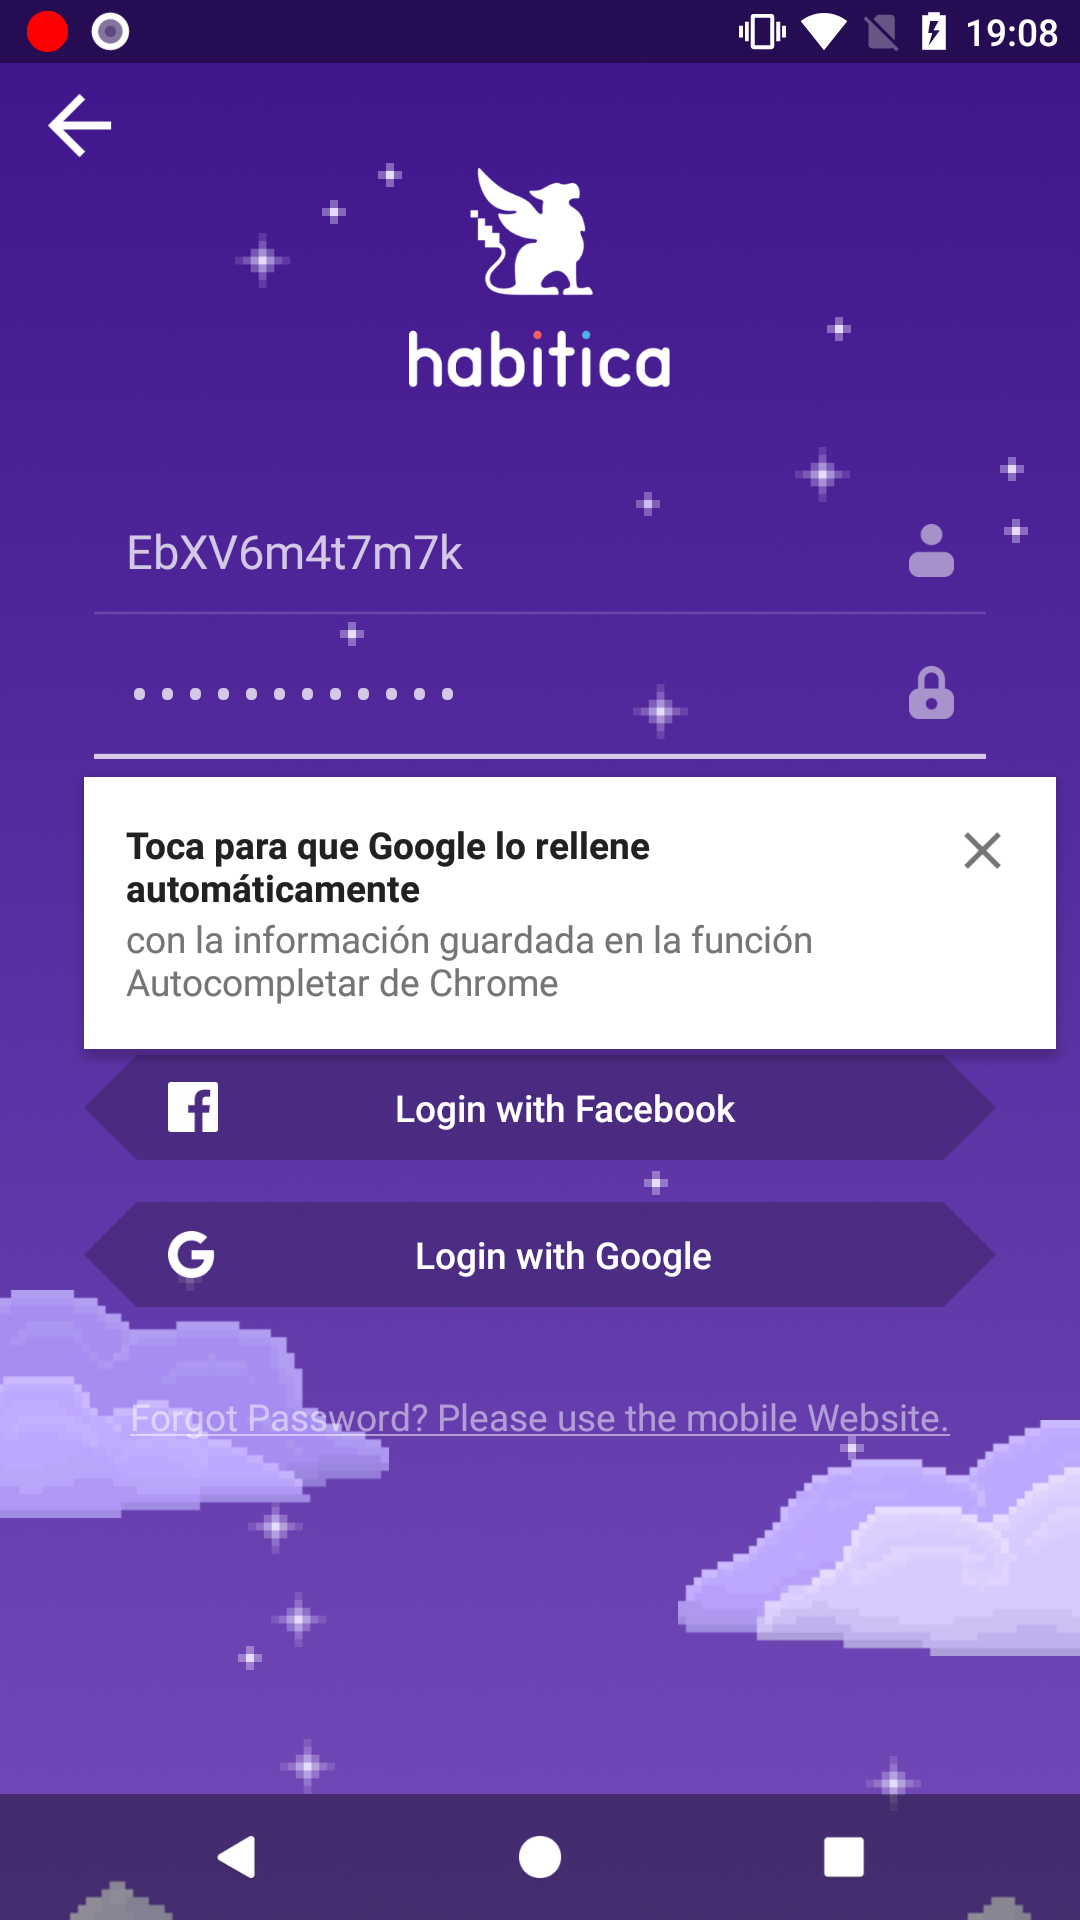 19:08
habitica
EbXV6m4t7m7k
••••••••••••
Toca para que Google lo rellene
automáticamente
con la información guardada en la función
Autocompletar de Chrome
Login with Facebook
Login with Google
Forgot Password? Please use the mobile Website.